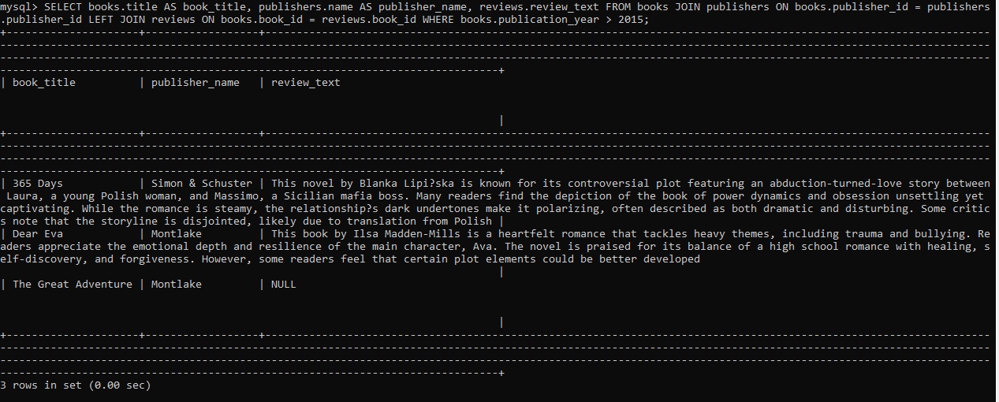 mysql> SELECT books.title AS book_title, publishers.name AS publisher_name, reviews.review_text FROM books JOIN publishers ON books.publisher_id = publishers
.publisher_id LEFT JOIN reviews ON books.book_id = reviews.book_id WHERE books.publication_year > 2015;
| book_title | publisher_name | review_text
|
| 365 Days | Simon & Schuster | This novel by Blanka Lipi?ska is known for its controversial plot featuring an abduction-turned-love story between
Laura, a young Polish woman, and Massimo, a Sicilian mafia boss. Many readers find the depiction of the book of power dynamics and obsession unsettling yet
captivating. While the romance is steamy, the relationship?s dark undertones make it polarizing, often described as both dramatic and disturbing. Some critic
s note that the storyline is disjointed, likely due to translation from Polish |
| Dear Eva | Montlake | This book by Ilsa Madden-Mills is a heartfelt romance that tackles heavy themes, including trauma and bullying. Re
aders appreciate the emotional depth and resilience of the main character, Ava. The novel is praised for its balance of a high school romance with healing, s
elf-discovery, and forgiveness. However, some readers feel that certain plot elements could be better developed
|
| The Great Adventure | Montlake | NULL
|
3 rows in set (0.00 sec)